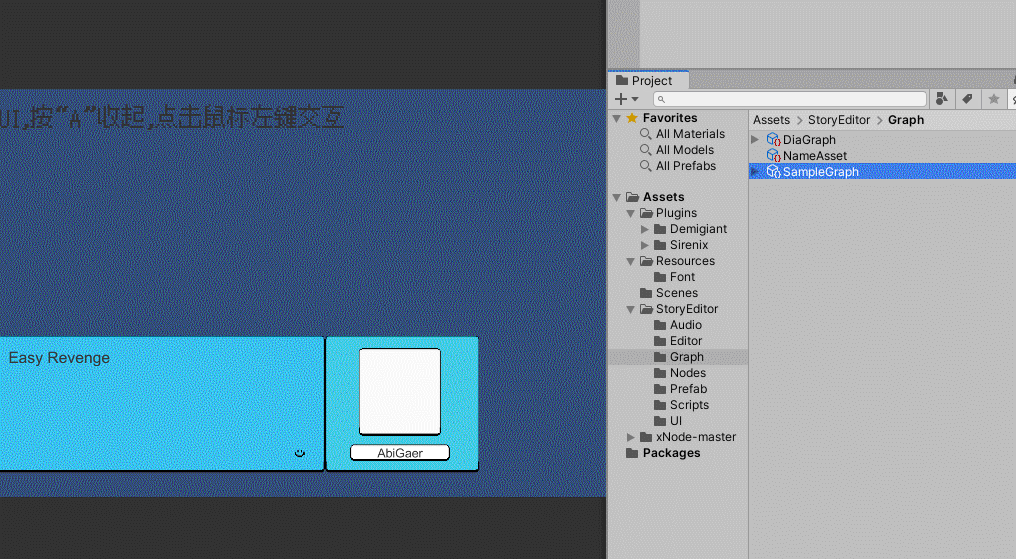 UI,按“A”收起,点击鼠标左键交互
Easy Revenge
AbiGaer
Project
Favorites
All Materials
All Models
All Prefabs
Assets
Plugins
Demigiant
Sirenix
Resources
Font
Scenes
StoryEditor
Audio
Editor
Graph
Nodes
Prefab
Scripts
UI
xNode-master
Packages
Assets > StoryEditor > Graph
DiaGraph
NameAsset
SampleGraph